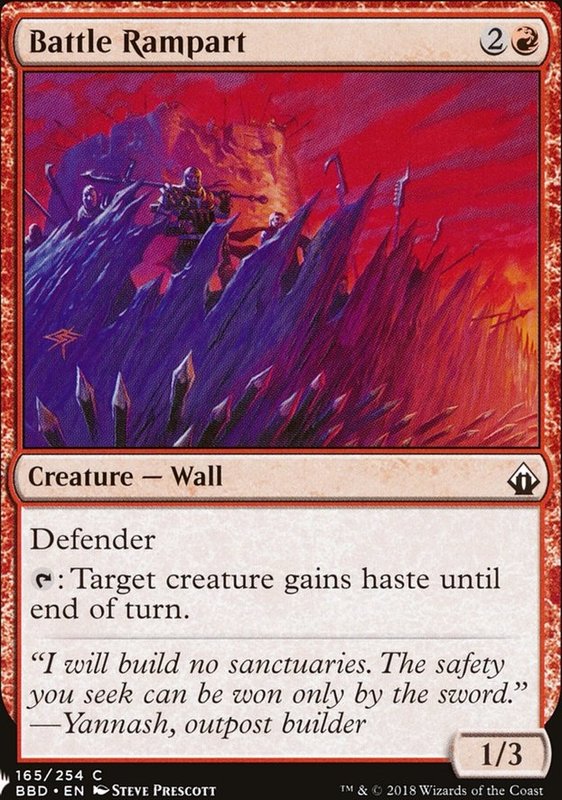 Battle Rampart 2
Creature — Wall
Defender
: Target creature gains haste until
end of turn.
“I will build no sanctuaries. The safety
you seek can be won only by the sword.”
—Yannash, outpost builder
1/3
165/254 C
BBD • EN Steve Prescott
™ & © 2018 Wizards of the Coast